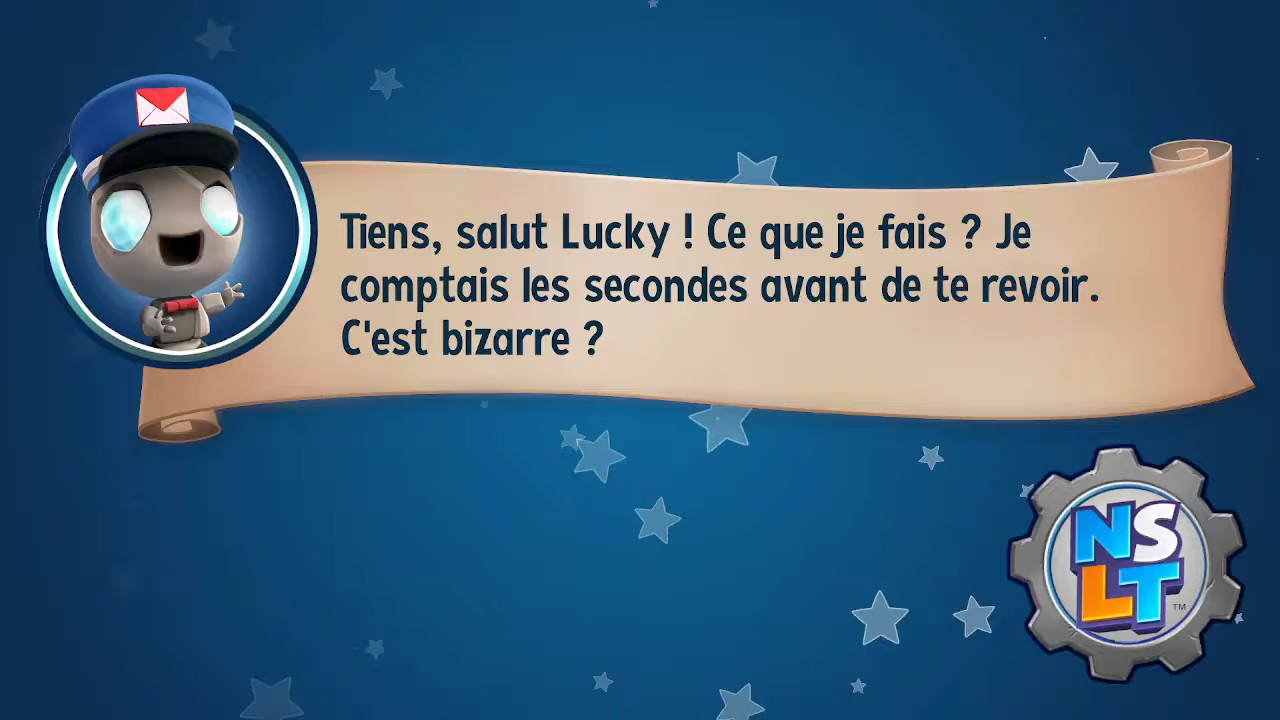 Tiens, salut Lucky ! Ce que je fais ? Je
comptais les secondes avant de te revoir.
C'est bizarre ?
NS
LT
TM